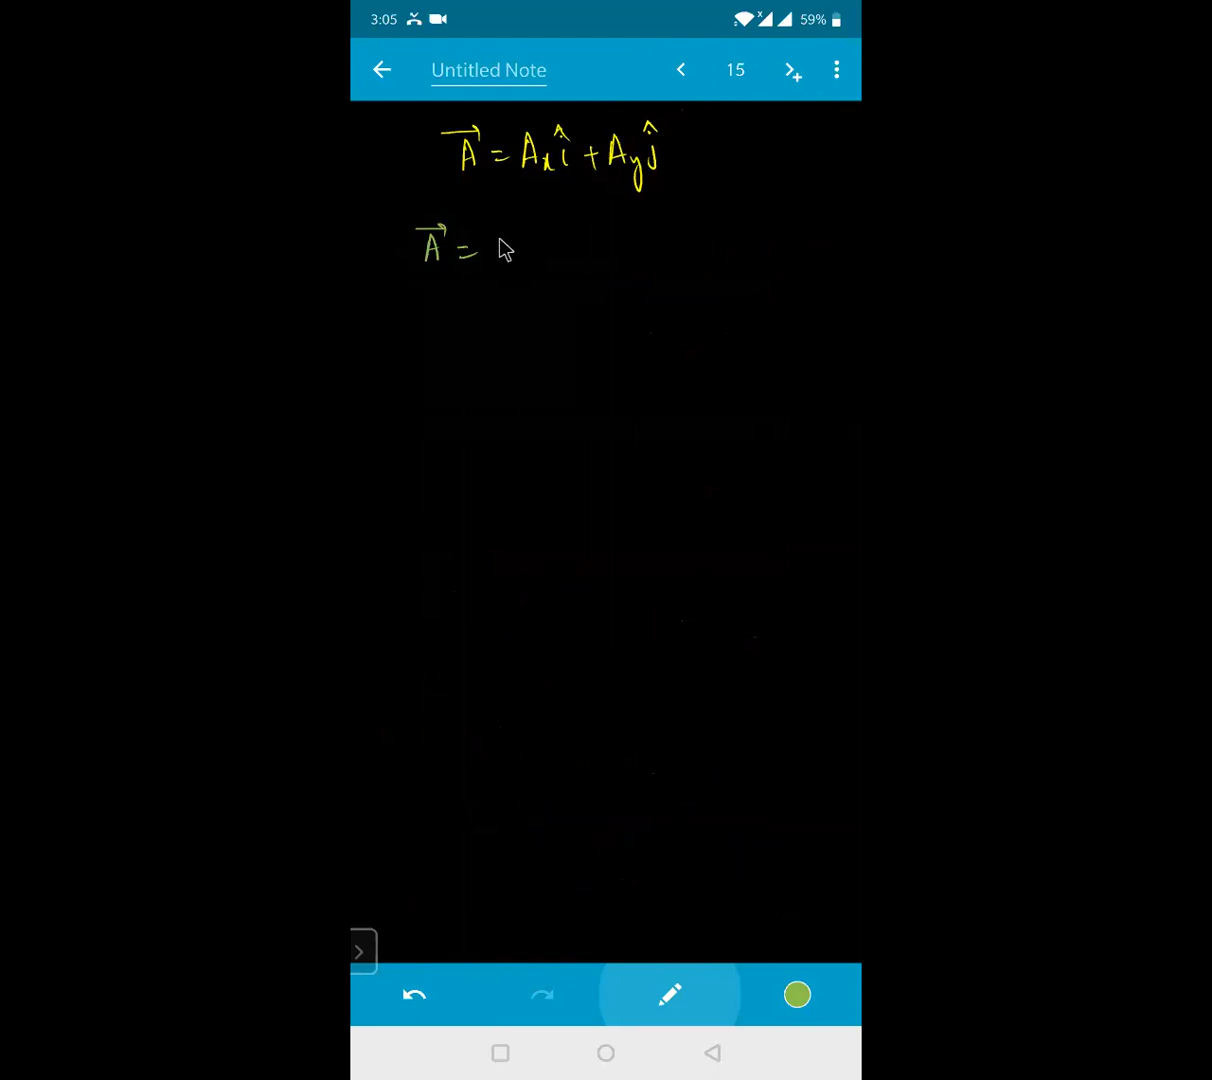 3:05 59%
Untitled Note 15
A⃗ = Aₓî + Aᵧĵ
A⃗ =